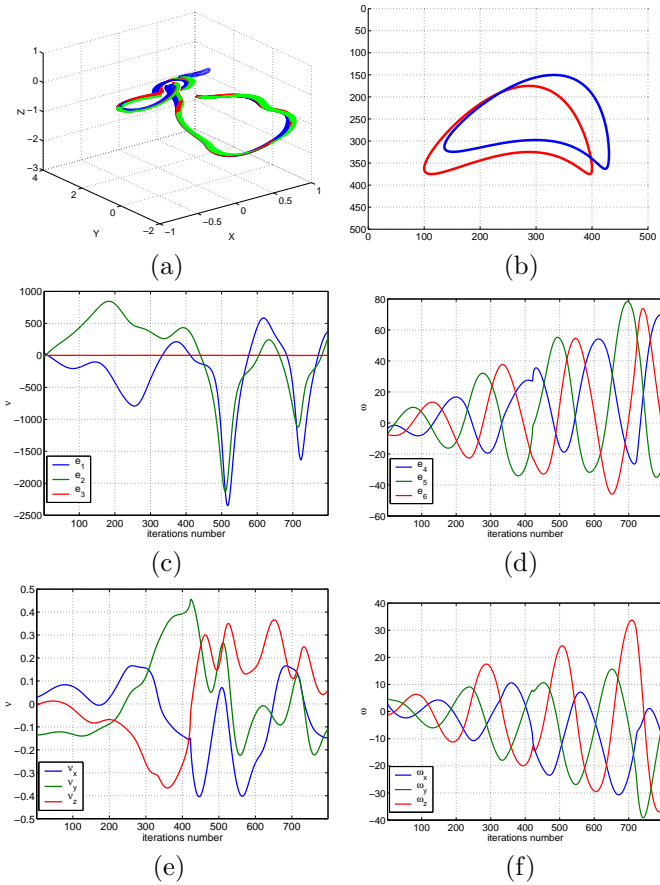 1
0
−1
−2
−3
Z
4
2
0
−2
Y
−1
−0.5
0
0.5
1
X
(a)
0
50
100
150
200
250
300
350
400
450
500
0
100
200
300
400
500
(b)
1000
500
0
−500
−1000
−1500
−2000
−2500
ν
e1
e2
e3
100 200 300 400 500 600 700
iterations number
(c)
80
60
40
20
0
−20
−40
−60
ω
e4
e5
e6
100 200 300 400 500 600 700
iterations number
(d)
0.5
0.4
0.3
0.2
0.1
0
−0.1
−0.2
−0.3
−0.4
−0.5
ν
νx
νy
νz
100 200 300 400 500 600 700
iterations number
(e)
40
30
20
10
0
−10
−20
−30
−40
ω
ωx
ωy
ωz
100 200 300 400 500 600 700
iterations number
(f)